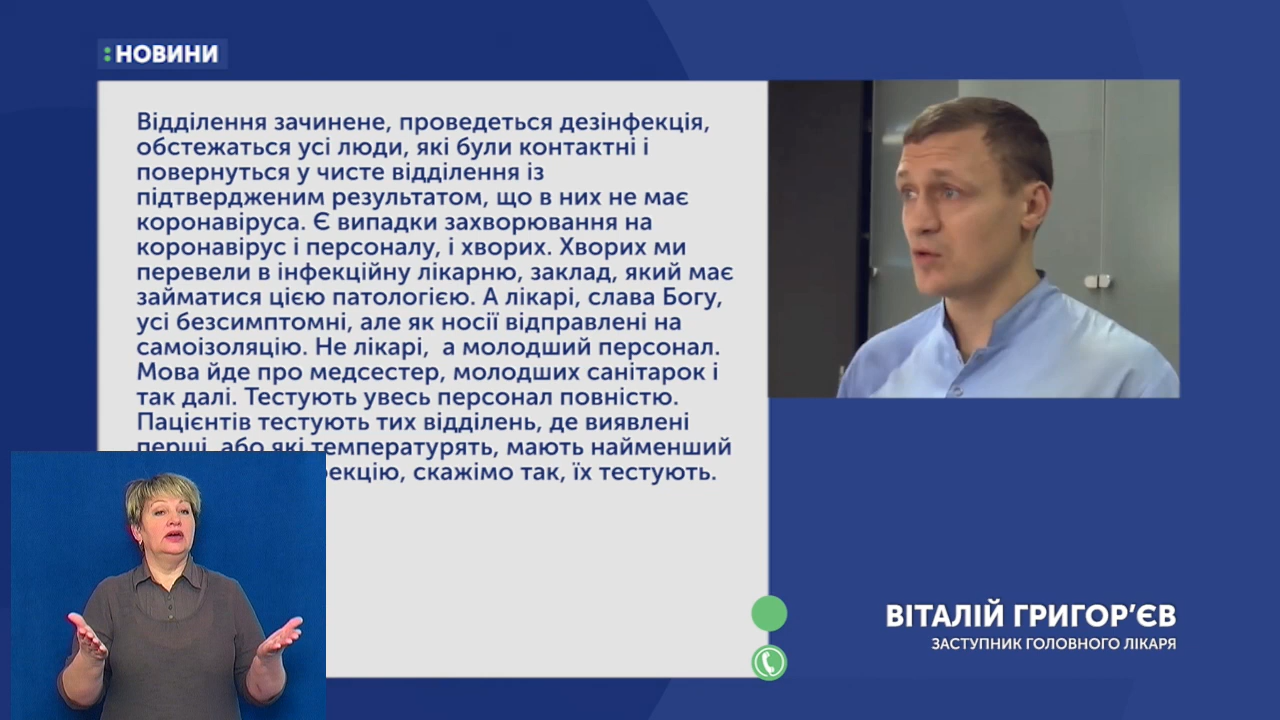 :НОВИНИ
Відділення зачинене, проведеться дезінфекція,
обстежаться усі люди, які були контактні і
повернуться у чисте відділення із
підтвердженим результатом, що в них не має
коронавіруса. Є випадки захворювання на
коронавірус і персоналу, і хворих. Хворих ми
перевели в інфекційну лікарню, заклад, який має
займатися цією патологією. А лікарі, слава Богу,
усі безсимптомні, але як носії відправлені на
самоізоляцію. Не лікарі, а молодший персонал.
Мова йде про медсестер, молодших санітарок і
так далі. Тестують увесь персонал повністю.
Пацієнтів тестують тих відділень, де виявлені
перші, або які температурять, мають найменший
скажімо так, їх тестують.
ВІТАЛІЙ ГРИГОР’ЄВ
ЗАСТУПНИК ГОЛОВНОГО ЛІКАРЯ